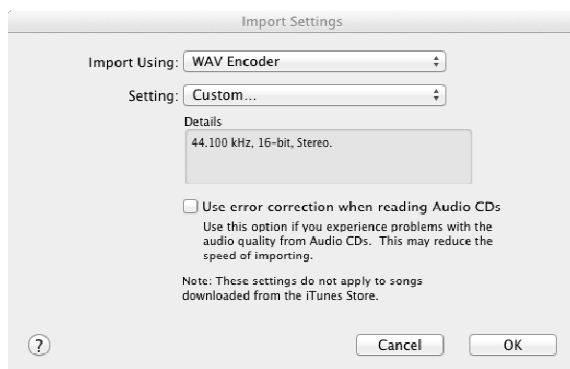 Import Settings
Import Using: WAV Encoder
Setting: Custom...
Details
44.100 kHz, 16-bit, Stereo.
Use error correction when reading Audio CDs
Use this option if you experience problems with the
audio quality from Audio CDs. This may reduce the
speed of importing.
Note: These settings do not apply to songs
downloaded from the iTunes Store.
? Cancel OK